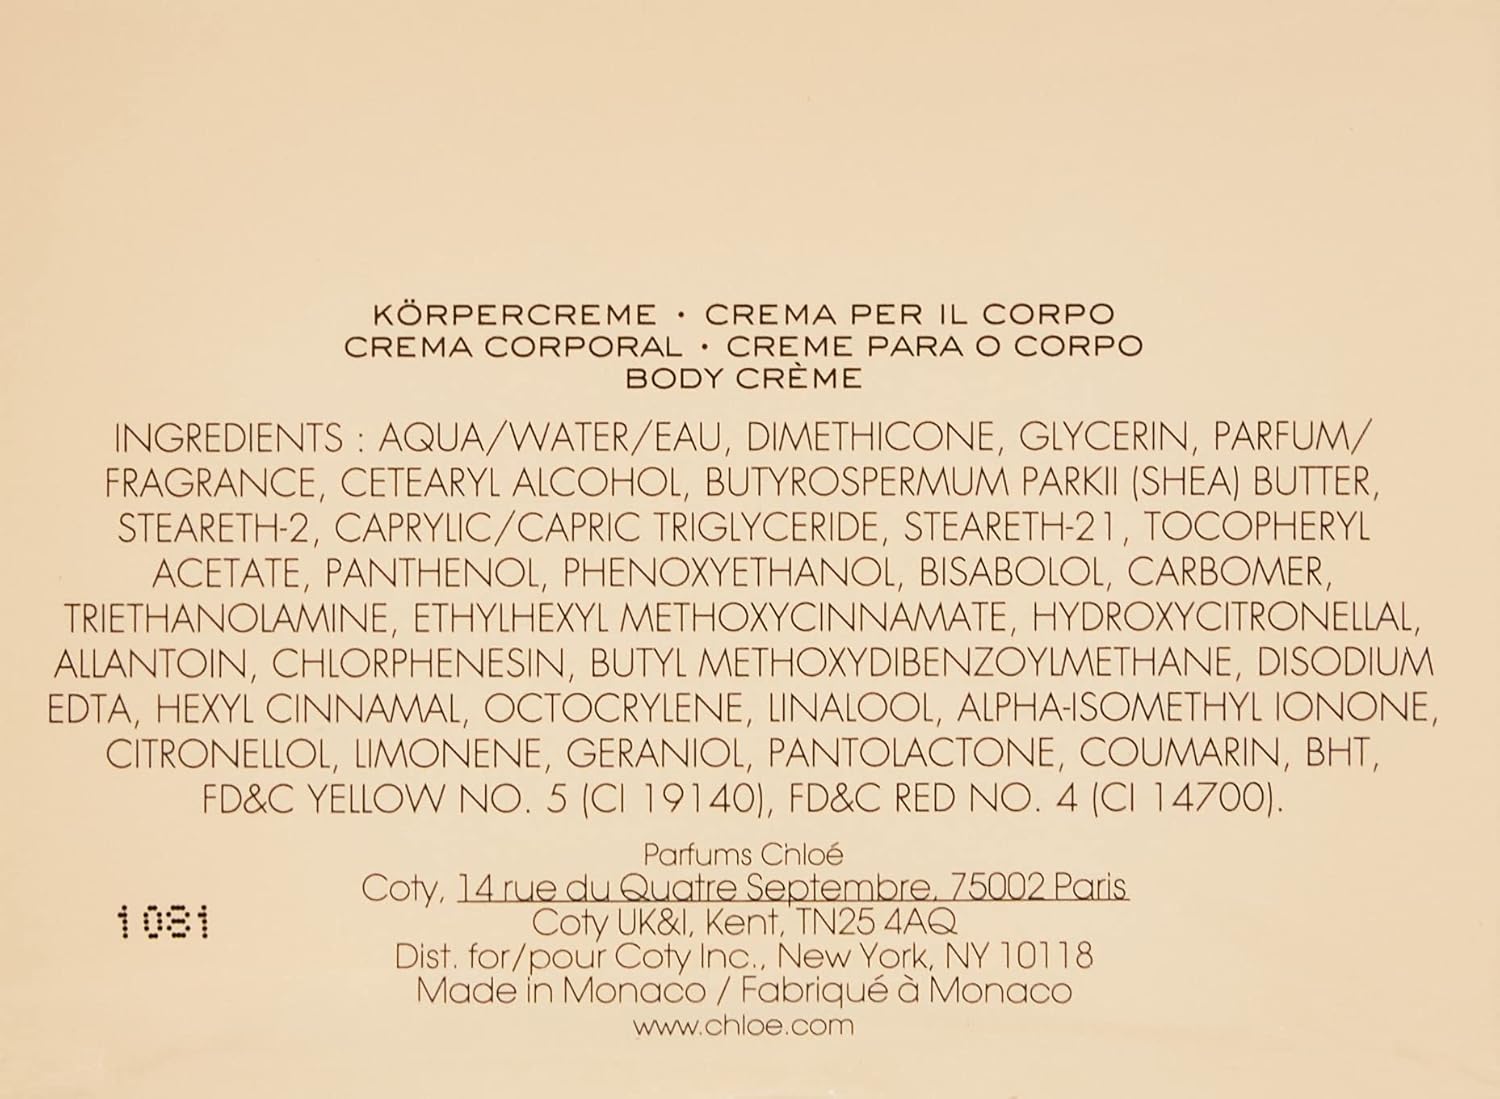 KÖRPERCREME • CREMA PER IL CORPO
CREMA CORPORAL • CREME PARA O CORPO
BODY CRÈME
INGREDIENTS : AQUA/WATER/EAU, DIMETHICONE, GLYCERIN, PARFUM/
FRAGRANCE, CETEARYL ALCOHOL, BUTYROSPERMUM PARKII (SHEA) BUTTER,
STEARETH-2, CAPRYLIC/CAPRIC TRIGLYCERIDE, STEARETH-21, TOCOPHERYL
ACETATE, PANTHENOL, PHENOXYETHANOL, BISABOLOL, CARBOMER,
TRIETHANOLAMINE, ETHYLHEXYL METHOXYCINNAMATE, HYDROXYCITRONELLAL,
ALLANTOIN, CHLORPHENESIN, BUTYL METHOXYDIBENZOYLMETHANE, DISODIUM
EDTA, HEXYL CINNAMAL, OCTOCRYLENE, LINALOOL, ALPHA-ISOMETHYL IONONE,
CITRONELLOL, LIMONENE, GERANIOL, PANTOLACTONE, COUMARIN, BHT,
FD&C YELLOW NO. 5 (CI 19140), FD&C RED NO. 4 (CI 14700).
Parfums Chloé
Coty, 14 rue du Quatre Septembre, 75002 Paris
Coty UK&I, Kent, TN25 4AQ
Dist. for/pour Coty Inc., New York, NY 10118
Made in Monaco / Fabriqué à Monaco
www.chloe.com
1081